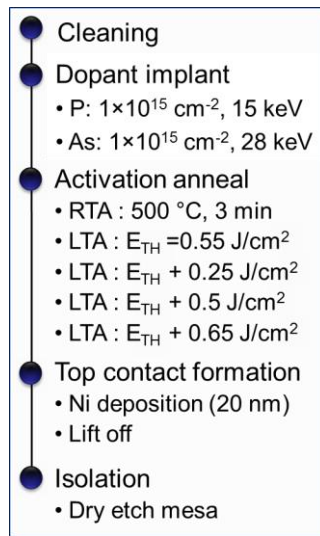 Cleaning
Dopant implant
• P: 1×10¹⁵ cm⁻², 15 keV
• As: 1×10¹⁵ cm⁻², 28 keV
Activation anneal
• RTA : 500 °C, 3 min
• LTA : E_TH =0.55 J/cm²
• LTA : E_TH + 0.25 J/cm²
• LTA : E_TH + 0.5 J/cm²
• LTA : E_TH + 0.65 J/cm²
Top contact formation
• Ni deposition (20 nm)
• Lift off
Isolation
• Dry etch mesa